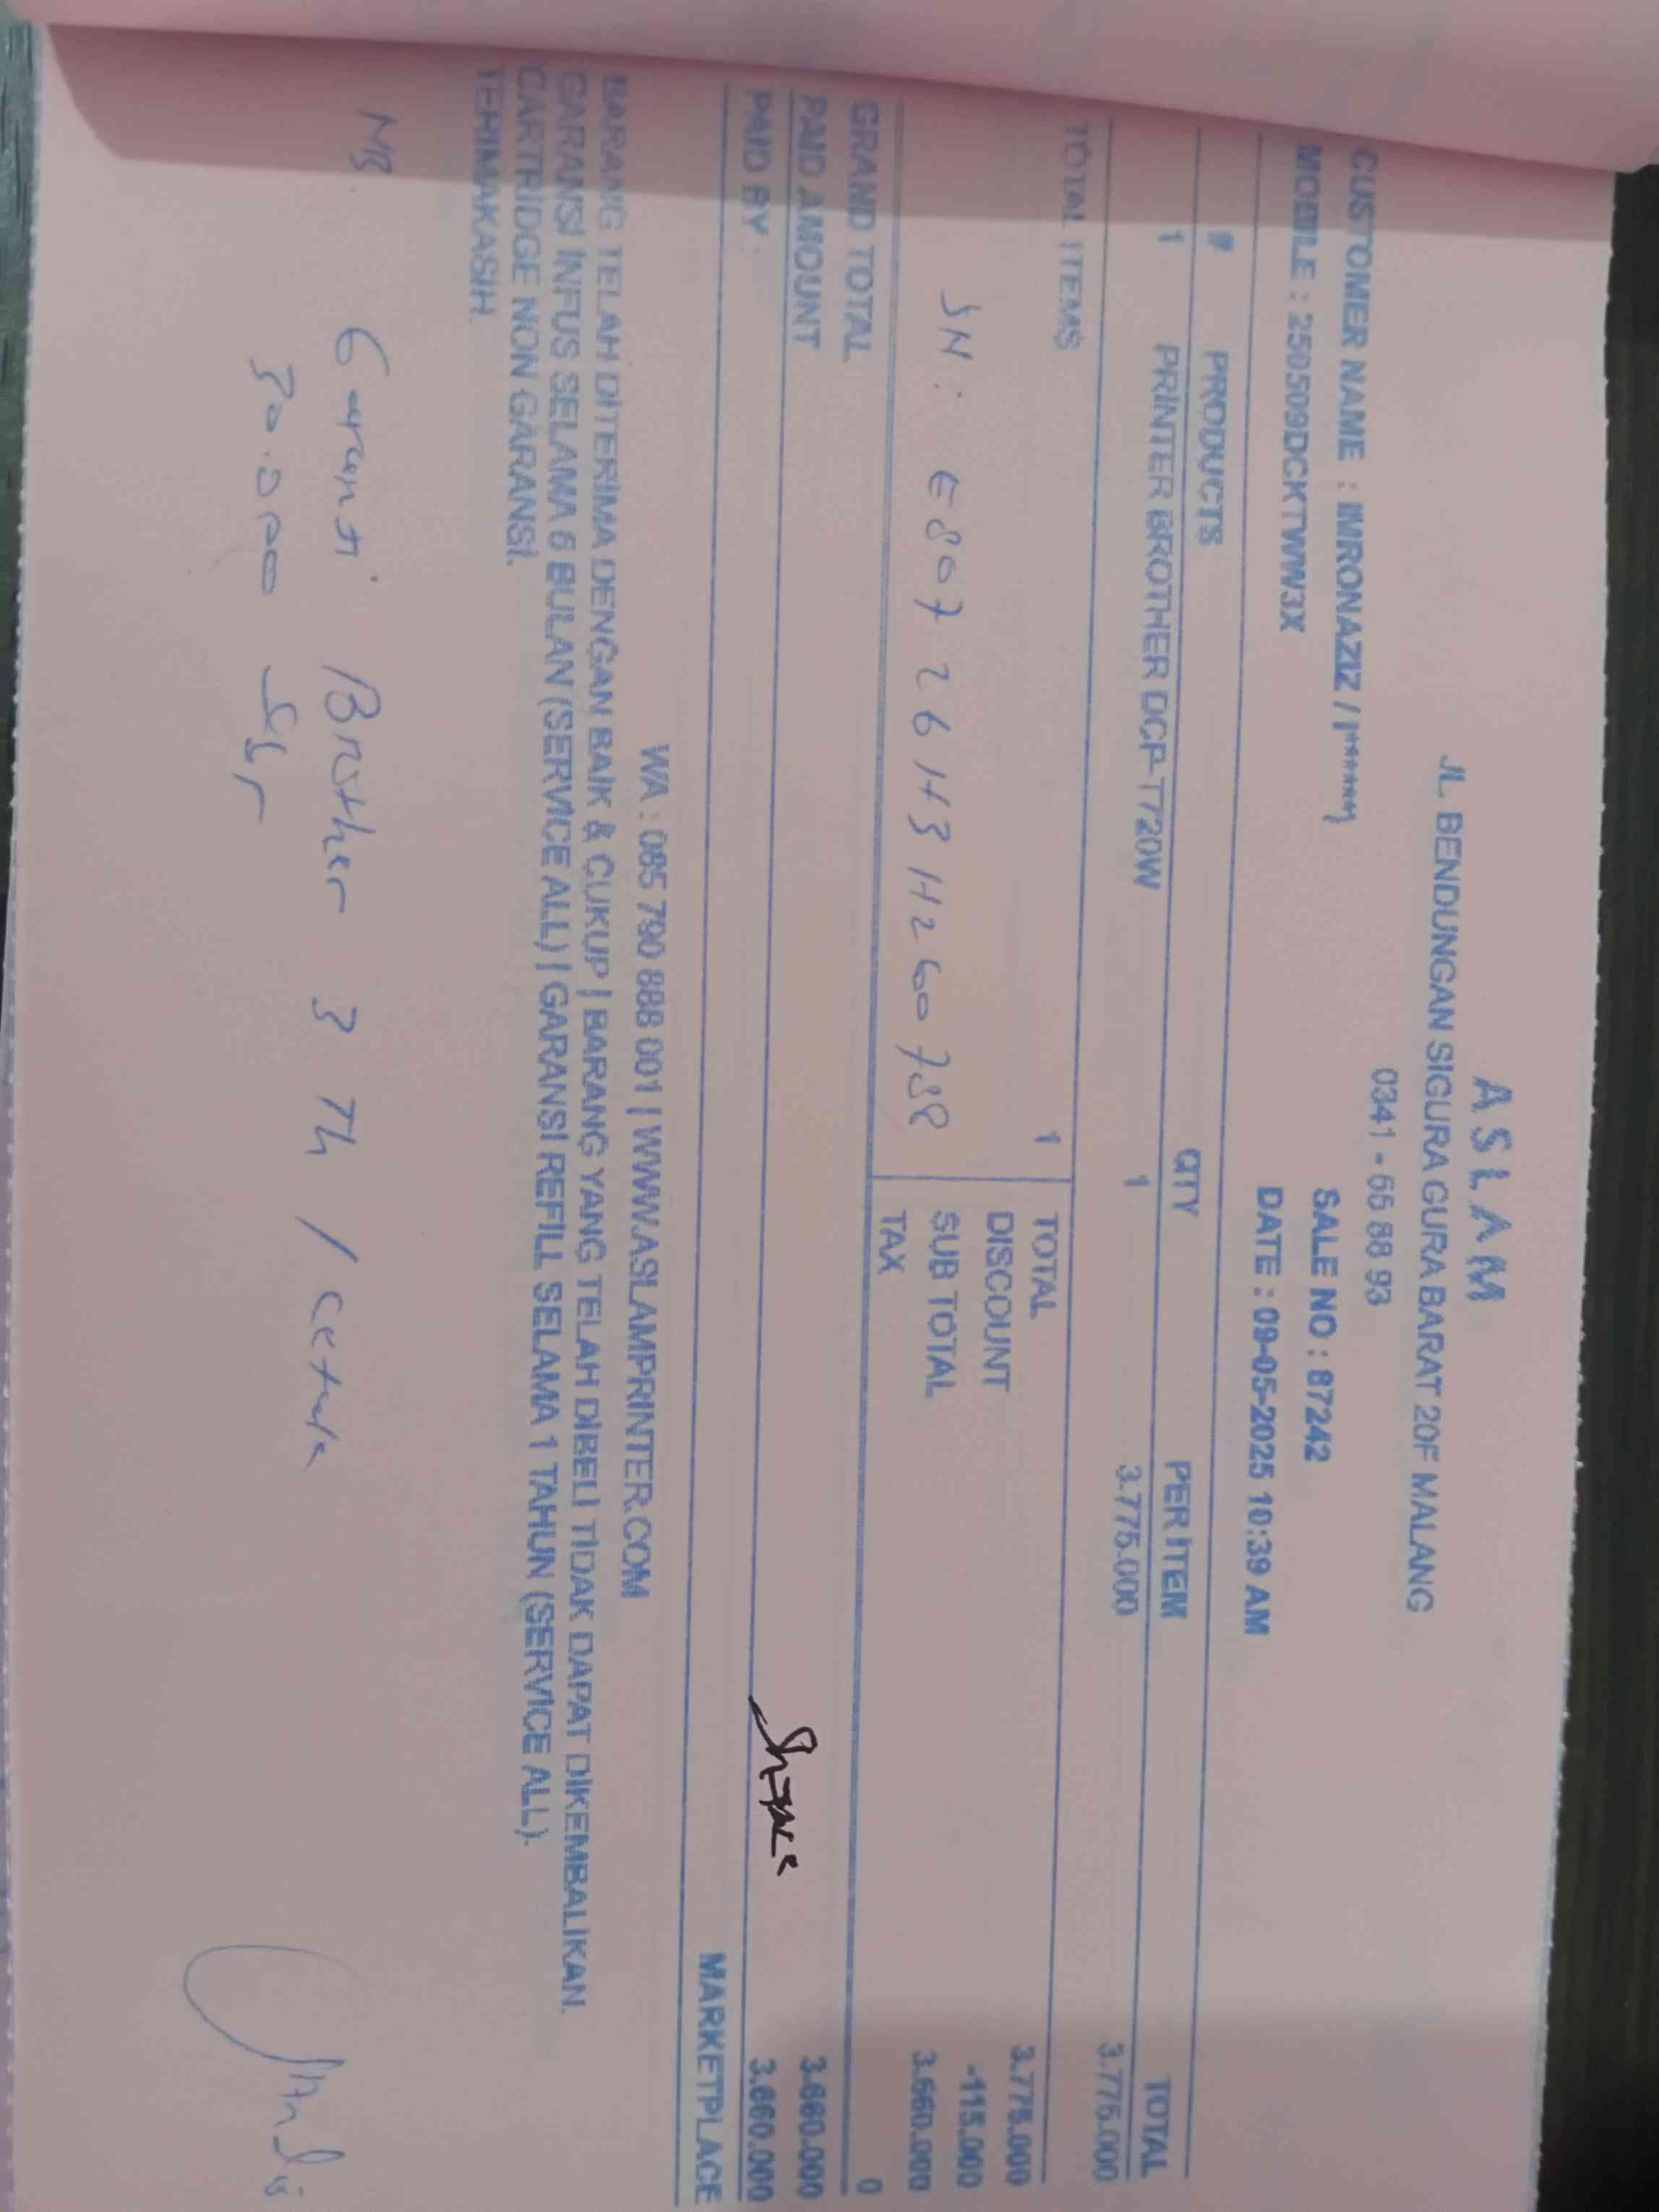 ASLAM
JL. BENDUNGAN SIGURA GURA BARAT 20F MALANG
0341 - 55 88 93
CUSTOMER NAME : IMRONAZIZ / I******1 SALE NO : 87242
MOBILE : 250509DCKTWW3X DATE : 09-05-2025 10:39 AM
# PRODUCTS QTY PER ITEM TOTAL
1 PRINTER BROTHER DCP-T720W 1 3.775.000 3.775.000
TOTAL ITEMS 1 TOTAL 3.775.000
DISCOUNT -115.000
SN : E80726H3H260738 SUB TOTAL 3.660.000
TAX 0
GRAND TOTAL 3.660.000
PAID AMOUNT 3.660.000
PAID BY : MARKETPLACE
WA : 085 790 888 001 | WWW.ASLAMPRINTER.COM
BARANG TELAH DITERIMA DENGAN BAIK & CUKUP | BARANG YANG TELAH DIBELI TIDAK DAPAT DIKEMBALIKAN.
GARANSI INFUS SELAMA 6 BULAN (SERVICE ALL) | GARANSI REFILL SELAMA 1 TAHUN (SERVICE ALL).
CARTRIDGE NON GARANSI.
TERIMAKASIH.
NB Garansi Brother 3 Th / cetak
30.000 lbr